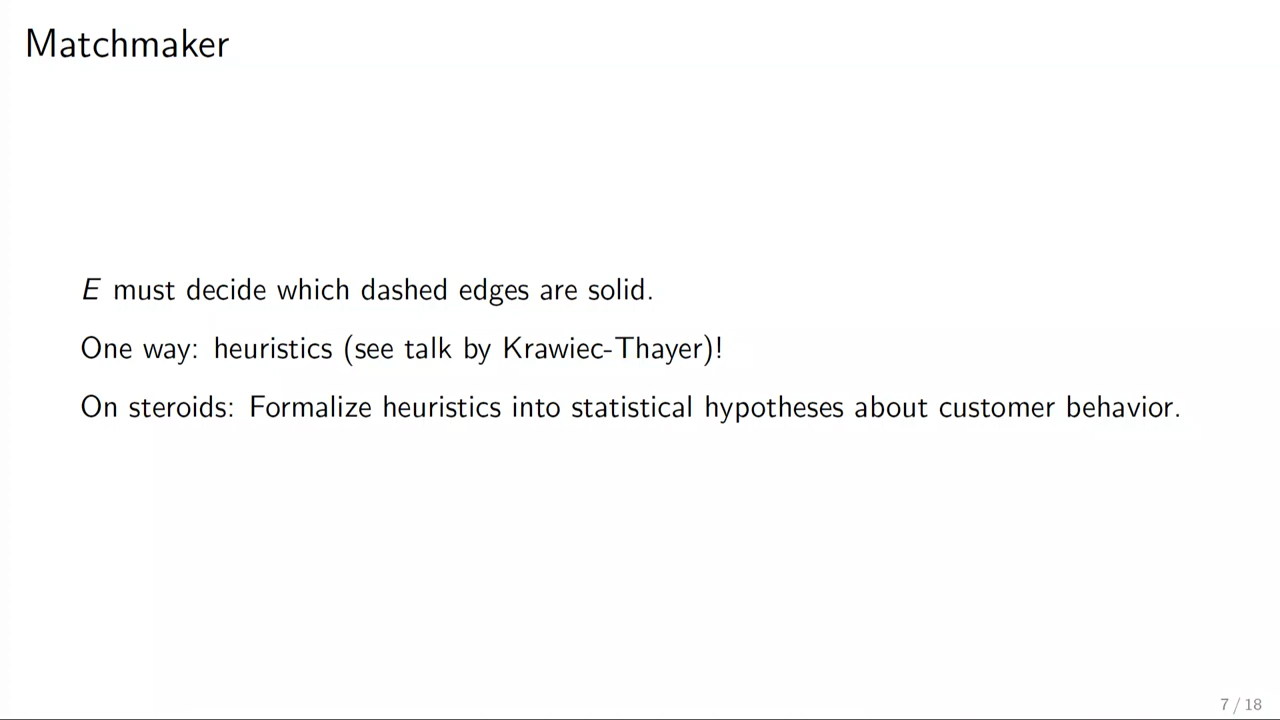 Matchmaker
E must decide which dashed edges are solid.
One way: heuristics (see talk by Krawiec-Thayer)!
On steroids: Formalize heuristics into statistical hypotheses about customer behavior.
7 / 18